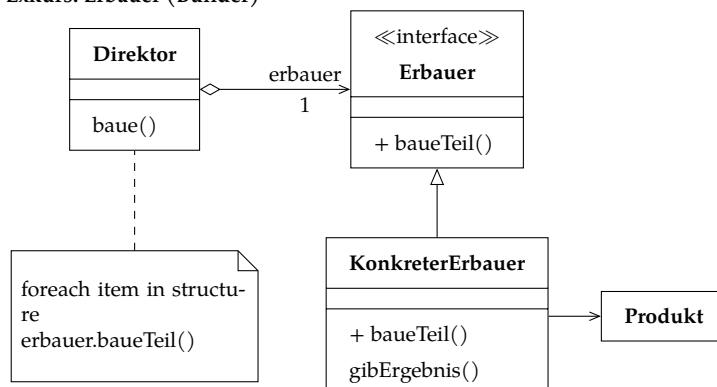 Exkurs: Erbauer (Builder)
Direktor
baue()
erbauer
1
≪interface≫
Erbauer
+ baueTeil()
foreach item in structu-
re
erbauer.baueTeil()
KonkreterErbauer
+ baueTeil()
gibErgebnis()
Produkt